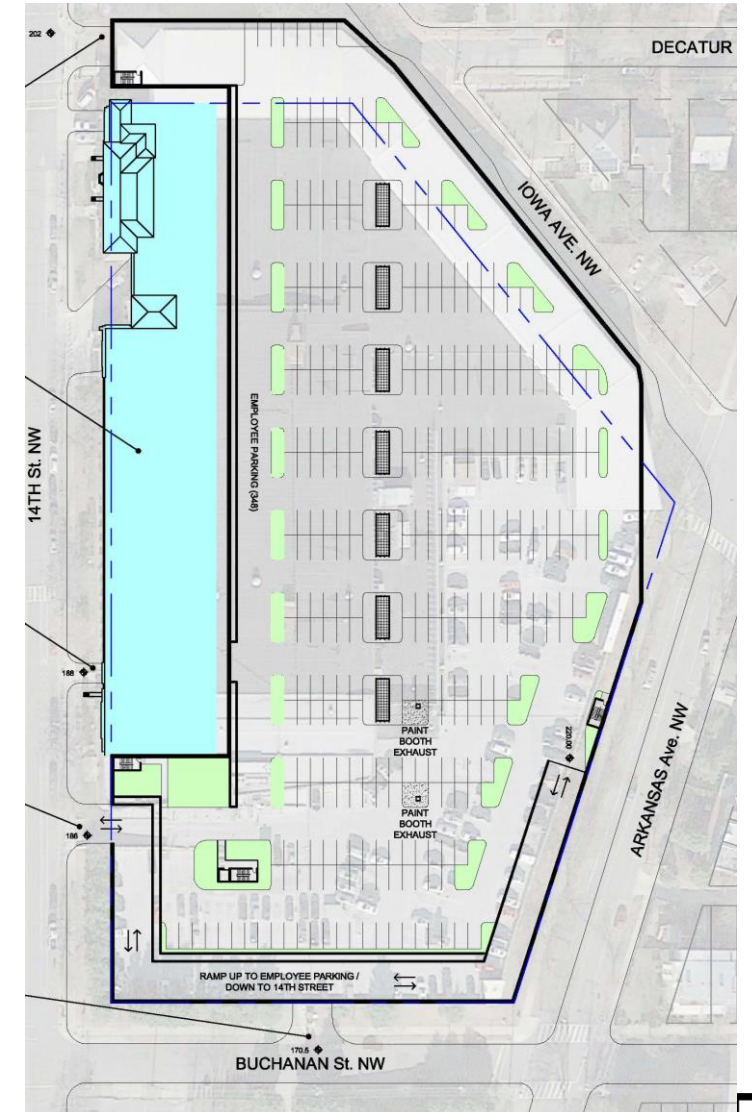 202
DECATUR
IOWA AVE. NW
14TH St. NW
EMPLOYEE PARKING (348)
188
PAINT
BOOTH
EXHAUST
220.00
PAINT
BOOTH
EXHAUST
186
ARKANSAS Ave. NW
RAMP UP TO EMPLOYEE PARKING /
DOWN TO 14TH STREET
170.5
BUCHANAN St. NW